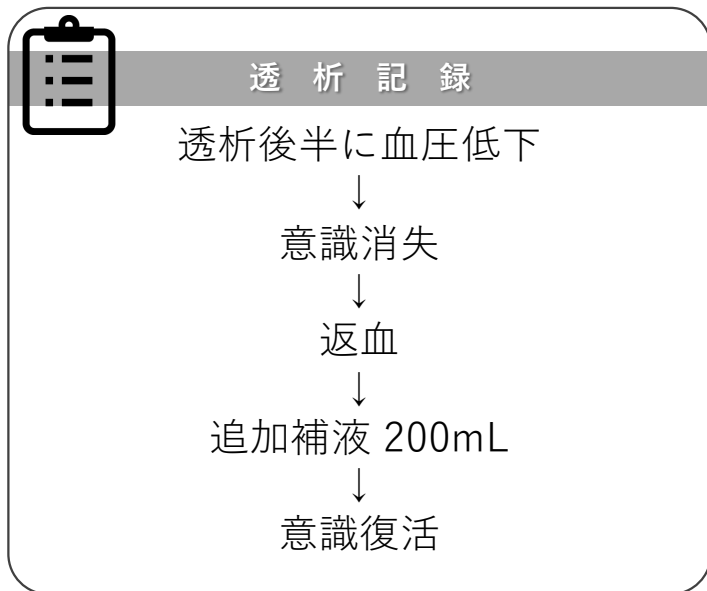 透析記録
透析後半に血圧低下
↓
意識消失
↓
返血
↓
追加補液 200mL
↓
意識復活